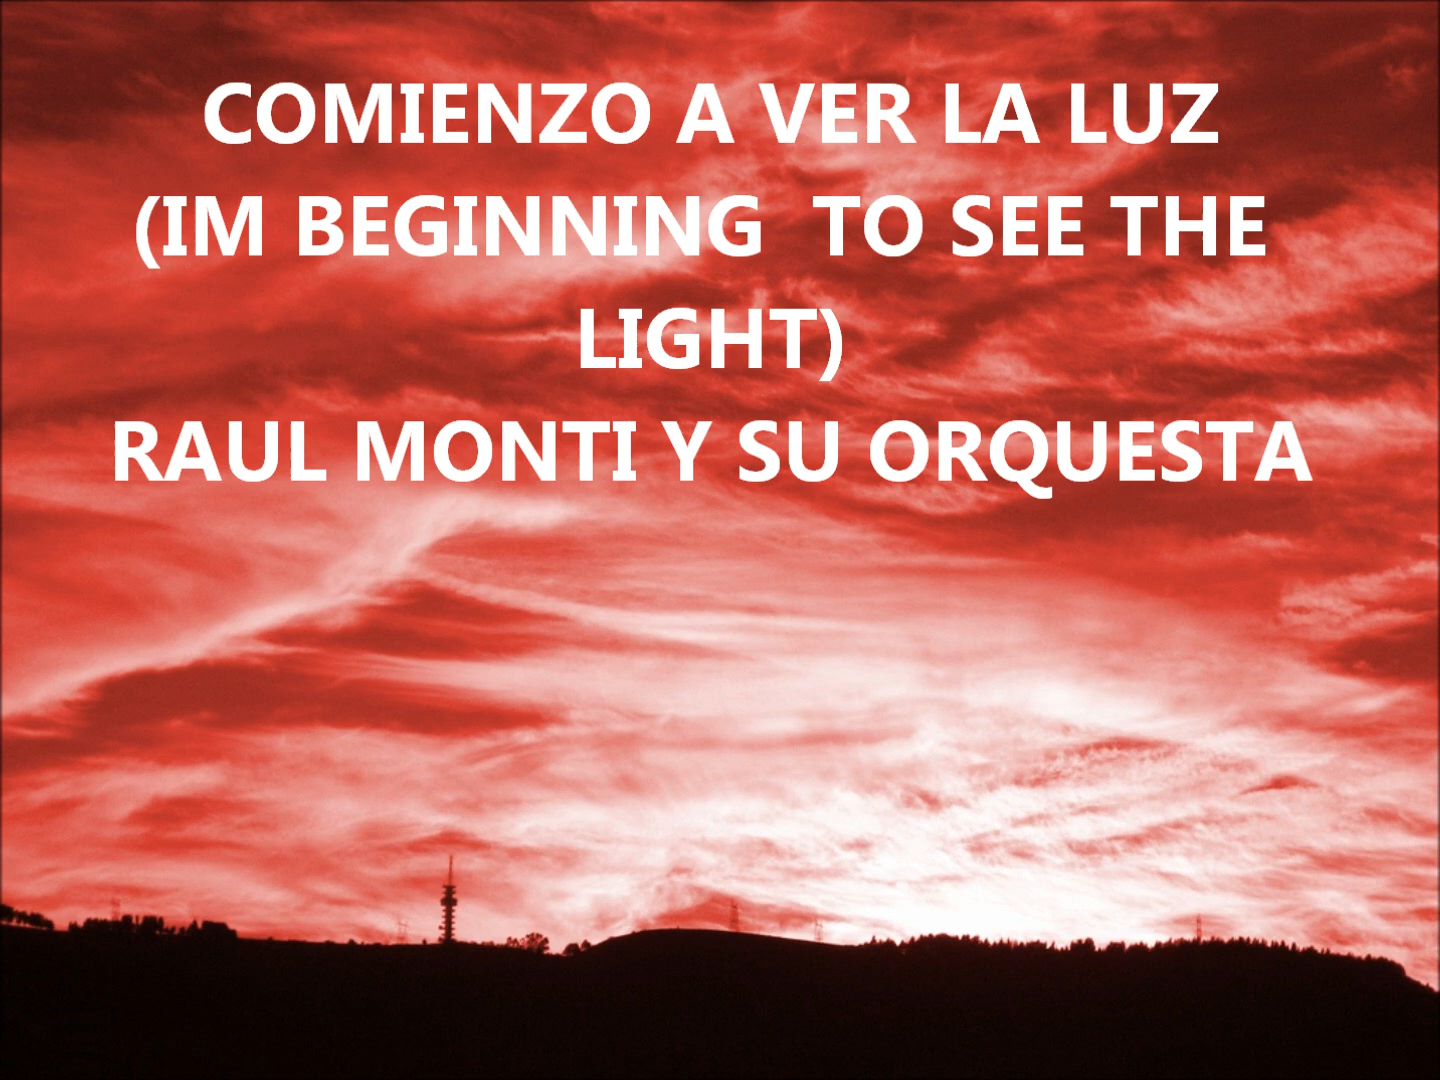 COMIENZO A VER LA LUZ
(IM BEGINNING  TO SEE THE
LIGHT)
RAUL MONTI Y SU ORQUESTA